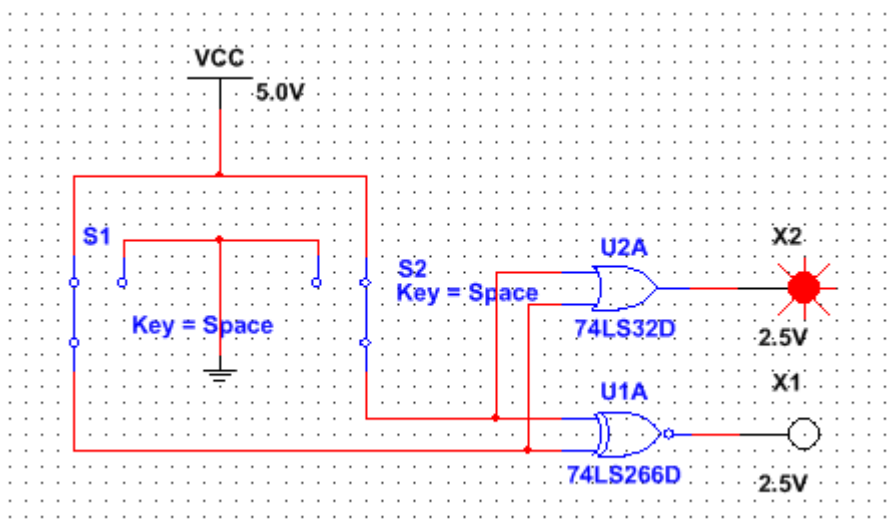 VCC
5.0V
S1
S2
Key = Space
Key = Space
U2A
74LS32D
X2
2.5V
U1A
74LS266D
X1
2.5V